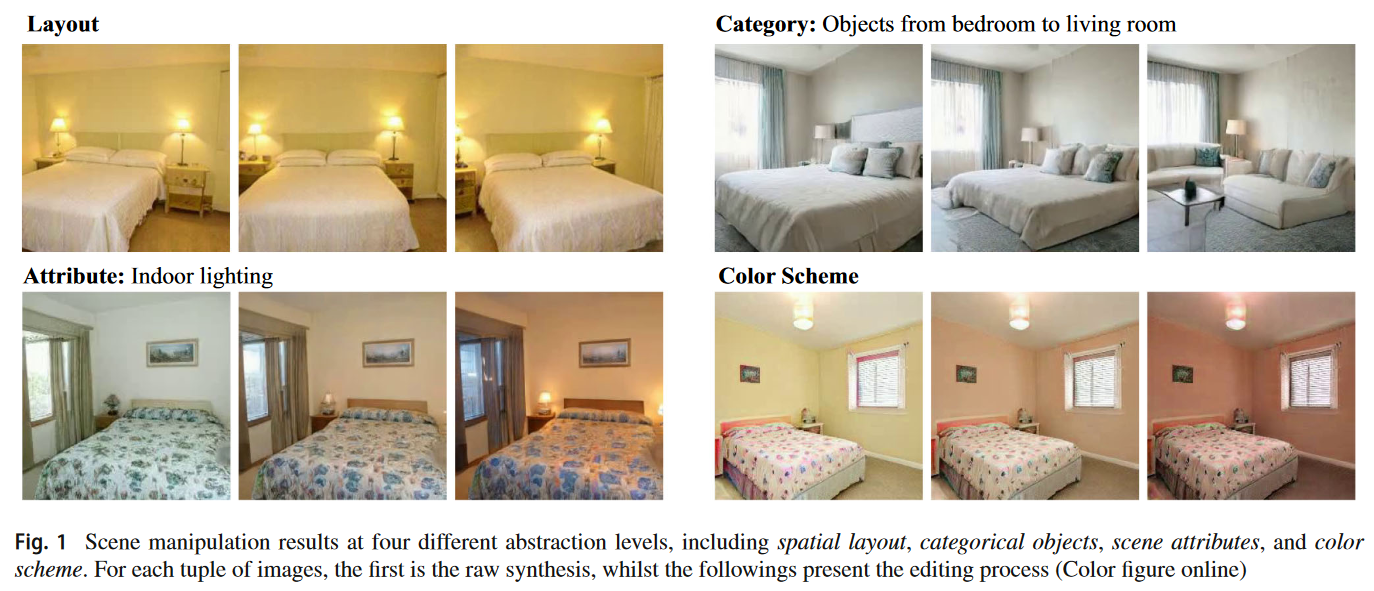 Layout
Category: Objects from bedroom to living room
Attribute: Indoor lighting
Color Scheme
Fig. 1 Scene manipulation results at four different abstraction levels, including spatial layout, categorical objects, scene attributes, and color
scheme. For each tuple of images, the first is the raw synthesis, whilst the followings present the editing process (Color figure online)